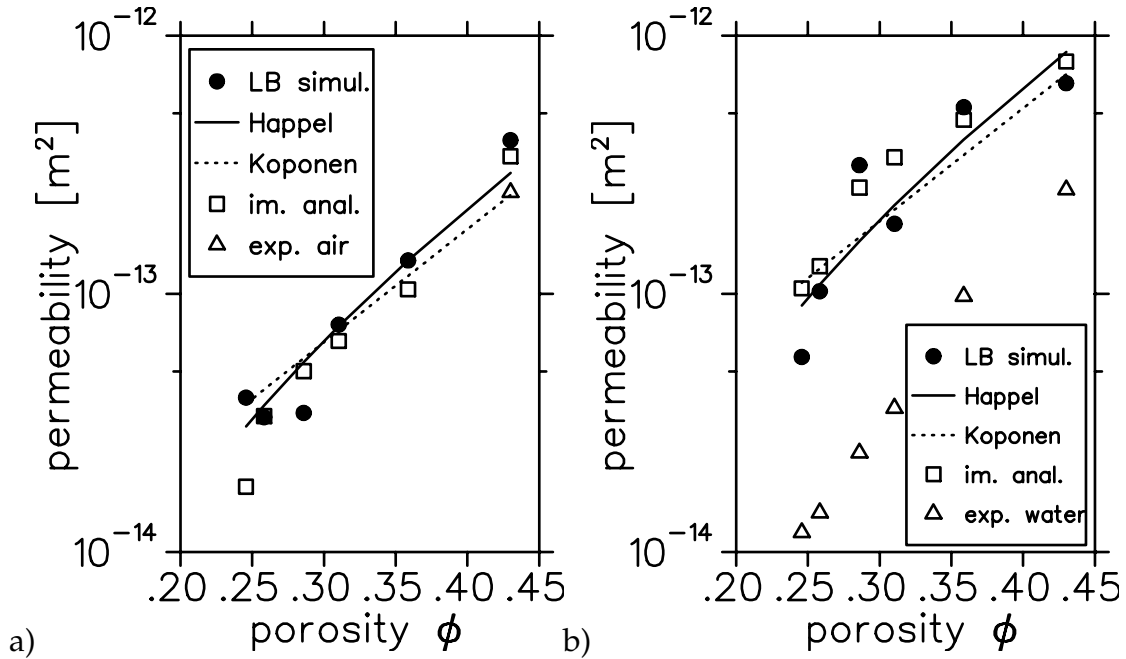 10⁻¹²
10⁻¹³
10⁻¹⁴
permeability [m²]
LB simul.
Happel
Koponen
im. anal.
exp. air
.20 .25 .30 .35 .40 .45
porosity ϕ
a)
10⁻¹²
10⁻¹³
10⁻¹⁴
permeability [m²]
LB simul.
Happel
Koponen
im. anal.
exp. water
.20 .25 .30 .35 .40 .45
porosity ϕ
b)